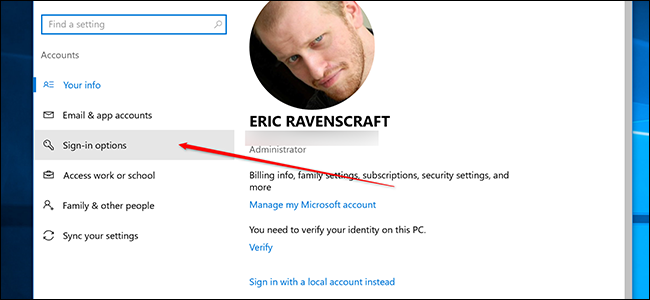 Find a setting
Accounts
Your info
Email & app accounts
Sign-in options
Access work or school
Family & other people
Sync your settings
ERIC RAVENSCRAFT
Administrator
Billing info, family settings, subscriptions, security settings, and
more
Manage my Microsoft account
You need to verify your identity on this PC.
Verify
Sign in with a local account instead